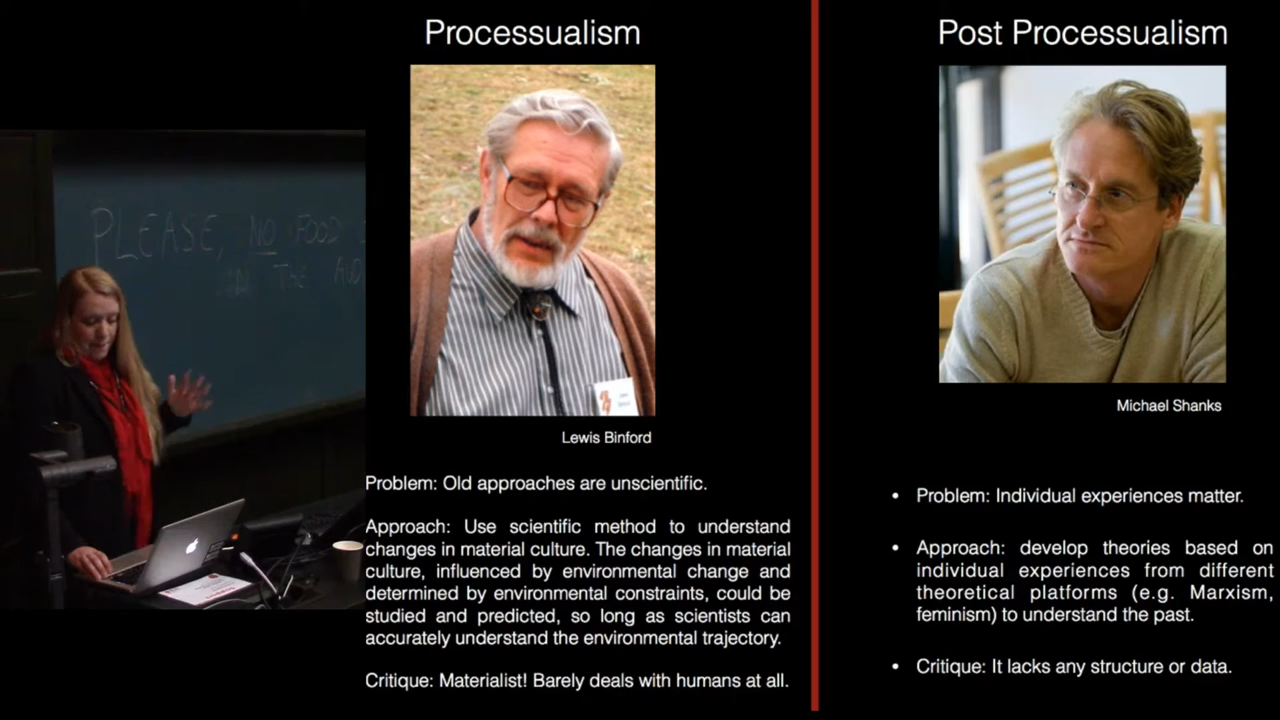 Processualism
Lewis Binford
Problem: Old approaches are unscientific.
Approach: Use scientific method to understand
changes in material culture. The changes in material
culture, influenced by environmental change and
determined by environmental constraints, could be
studied and predicted, so long as scientists can
accurately understand the environmental trajectory.
Critique: Materialist! Barely deals with humans at all.
Post Processualism
Michael Shanks
• Problem: Individual experiences matter.
• Approach: develop theories based on
individual experiences from different
theoretical platforms (e.g. Marxism,
feminism) to understand the past.
• Critique: It lacks any structure or data.
PLEASE, NO FOOD
IN THE AUD